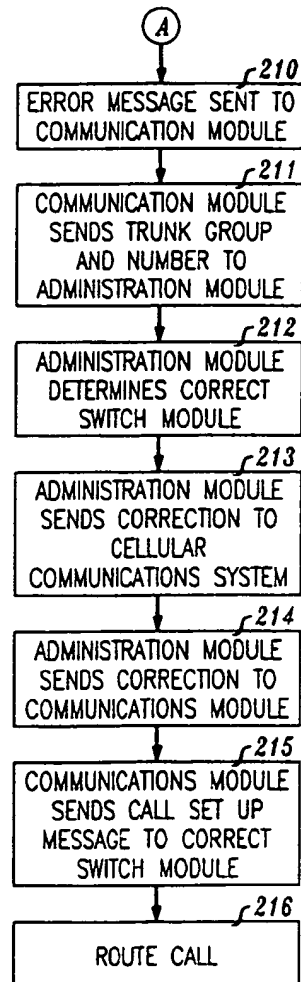 A
210
ERROR MESSAGE SENT TO
COMMUNICATION MODULE
211
COMMUNICATION MODULE
SENDS TRUNK GROUP
AND NUMBER TO
ADMINISTRATION MODULE
212
ADMINISTRATION MODULE
DETERMINES CORRECT
SWITCH MODULE
213
ADMINISTRATION MODULE
SENDS CORRECTION TO
CELLULAR
COMMUNICATIONS SYSTEM
214
ADMINISTRATION MODULE
SENDS CORRECTION TO
COMMUNICATIONS MODULE
215
COMMUNICATIONS MODULE
SENDS CALL SET UP
MESSAGE TO CORRECT
SWITCH MODULE
216
ROUTE CALL